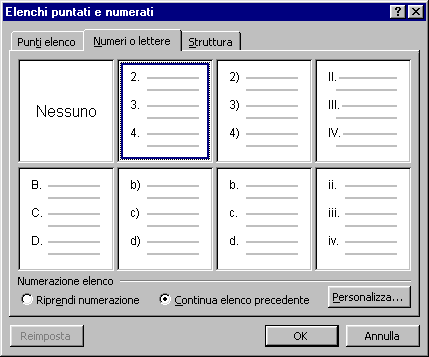 Elenchi puntati e numerati
Punti elenco Numeri o lettere Struttura
Nessuno
2.
3.
4.
2)
3)
4)
II.
III.
IV.
B.
C.
D.
b)
c)
d)
b.
c.
d.
ii.
iii.
iv.
Numerazione elenco
Riprendi numerazione Continua elenco precedente Personalizza...
Reimposta OK Annulla